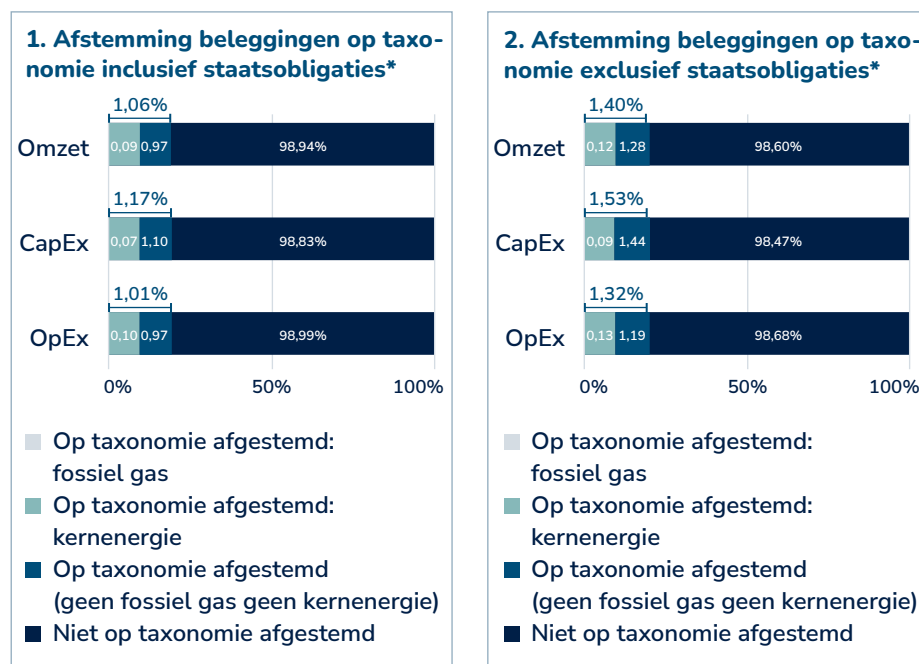 1. Afstemming beleggingen op taxo-
nomie inclusief staatsobligaties*
1,06%
Omzet
0,09 0,97 98,94%
1,17%
CapEx
0,07 1,10 98,83%
1,01%
OpEx
0,10 0,97 98,99%
0% 50% 100%
Op taxonomie afgestemd:
fossiel gas
Op taxonomie afgestemd:
kernenergie
Op taxonomie afgestemd
(geen fossiel gas geen kernenergie)
Niet op taxonomie afgestemd
2. Afstemming beleggingen op taxo-
nomie exclusief staatsobligaties*
1,40%
Omzet
0,12 1,28 98,60%
1,53%
CapEx
0,09 1,44 98,47%
1,32%
OpEx
0,13 1,19 98,68%
0% 50% 100%
Op taxonomie afgestemd:
fossiel gas
Op taxonomie afgestemd:
kernenergie
Op taxonomie afgestemd
(geen fossiel gas geen kernenergie)
Niet op taxonomie afgestemd